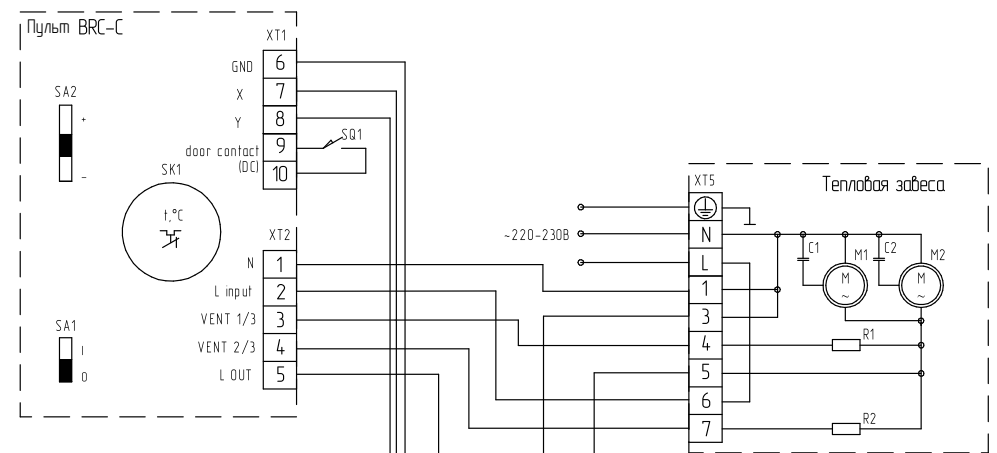 Пульт BRC-C
XT1
GND 6
X 7
Y 8
door contact 9
(DC) 10
SQ1
SA2
+
-
SK1
t,°C
XT2
N 1
L input 2
VENT 1/3 3
VENT 2/3 4
L OUT 5
SA1
I
0
XT5
Тепловая завеса
~220-230В
N
L
1
3
4
5
6
7
C1
M1
M
~
C2
M2
M
~
R1
R2